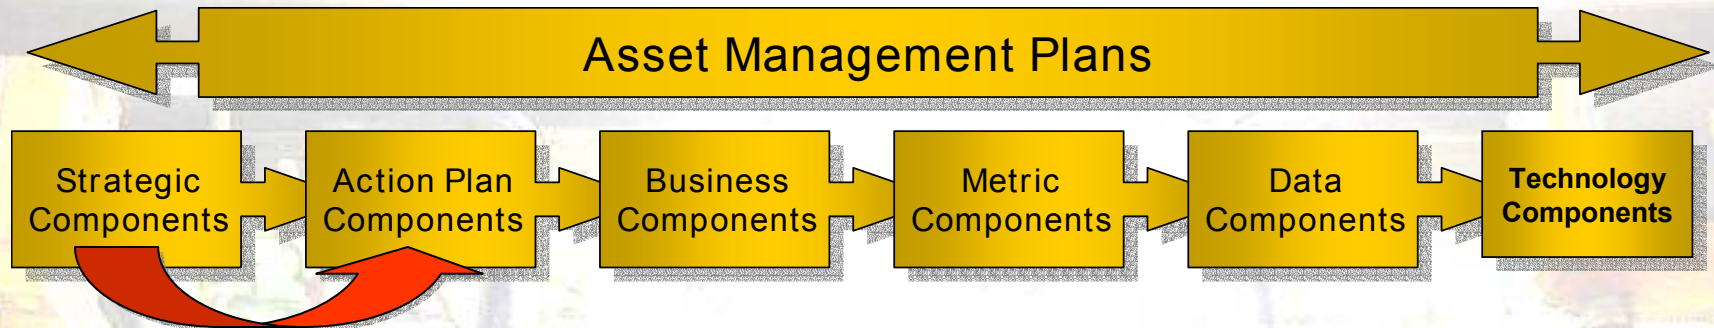 Asset Management Plans
Strategic
Components
Action Plan
Components
Business
Components
Metric
Components
Data
Components
Technology
Components